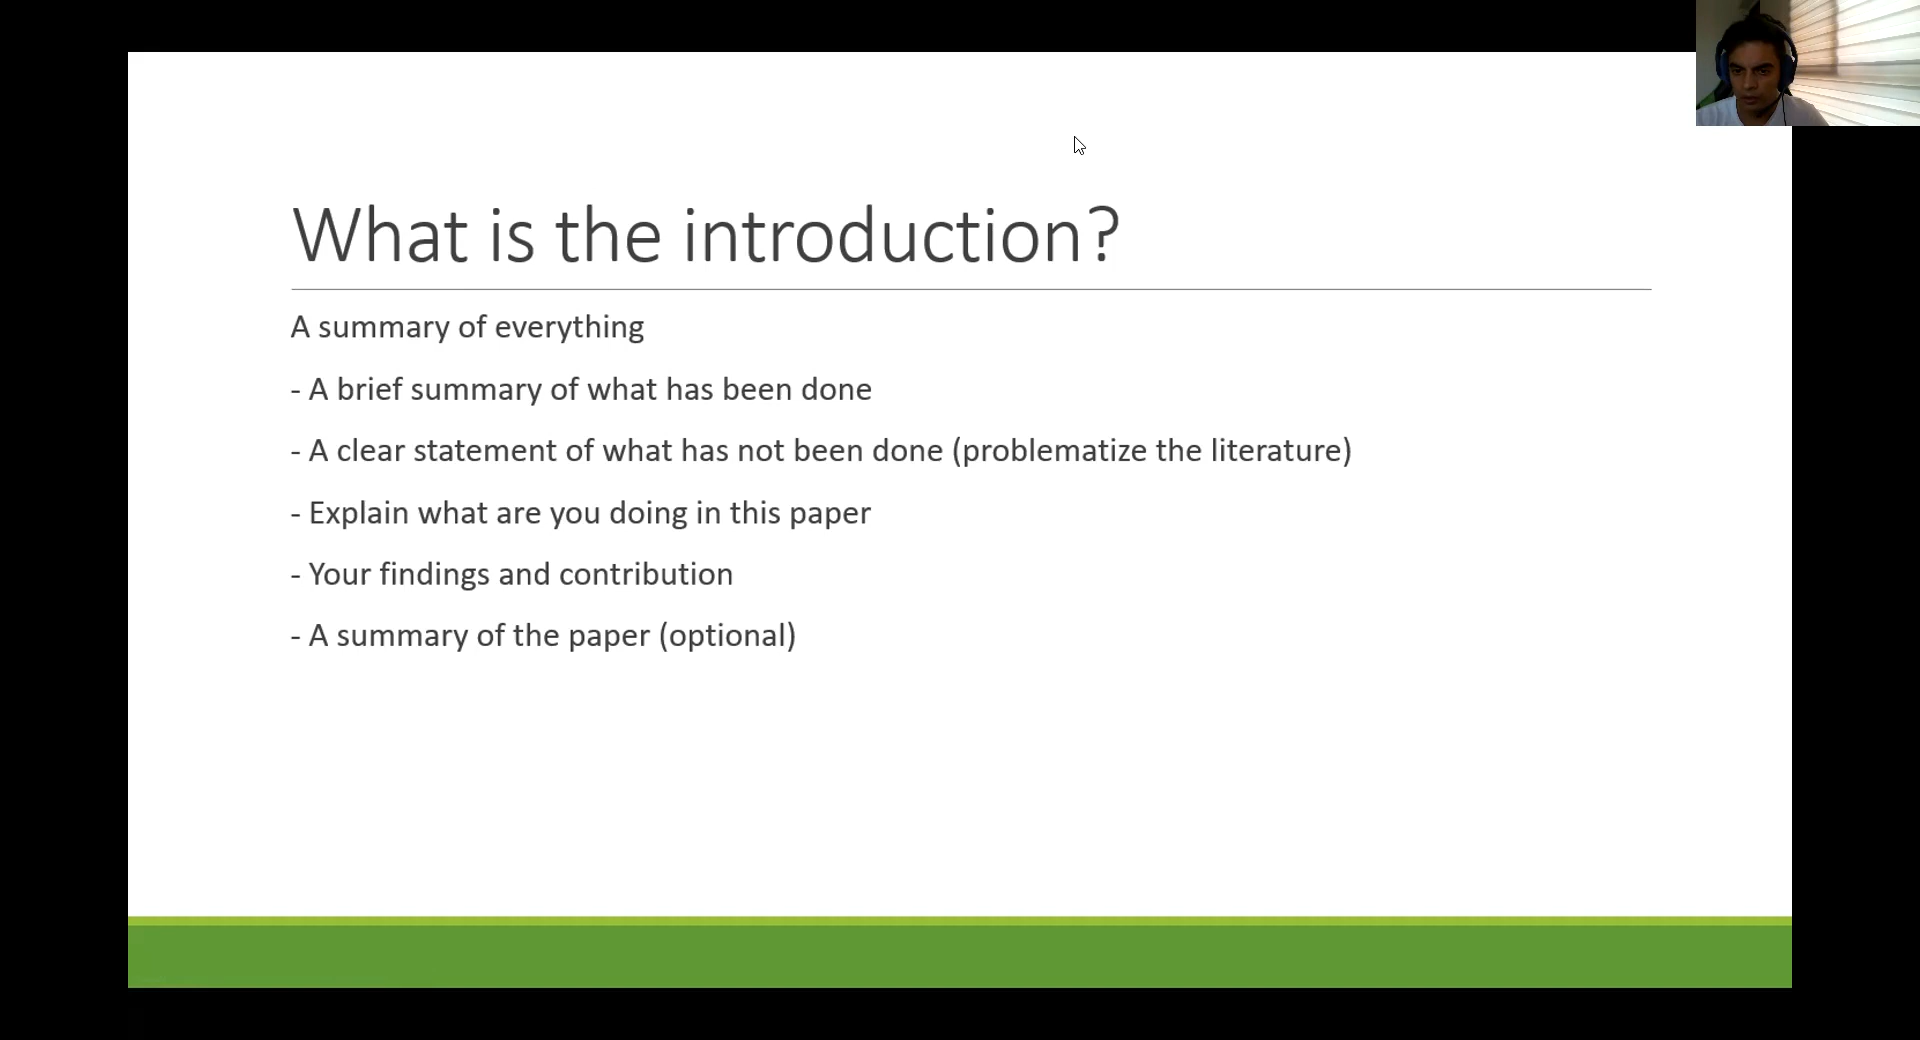 What is the introduction?
A summary of everything
- A brief summary of what has been done
- A clear statement of what has not been done (problematize the literature)
- Explain what are you doing in this paper
- Your findings and contribution
- A summary of the paper (optional)